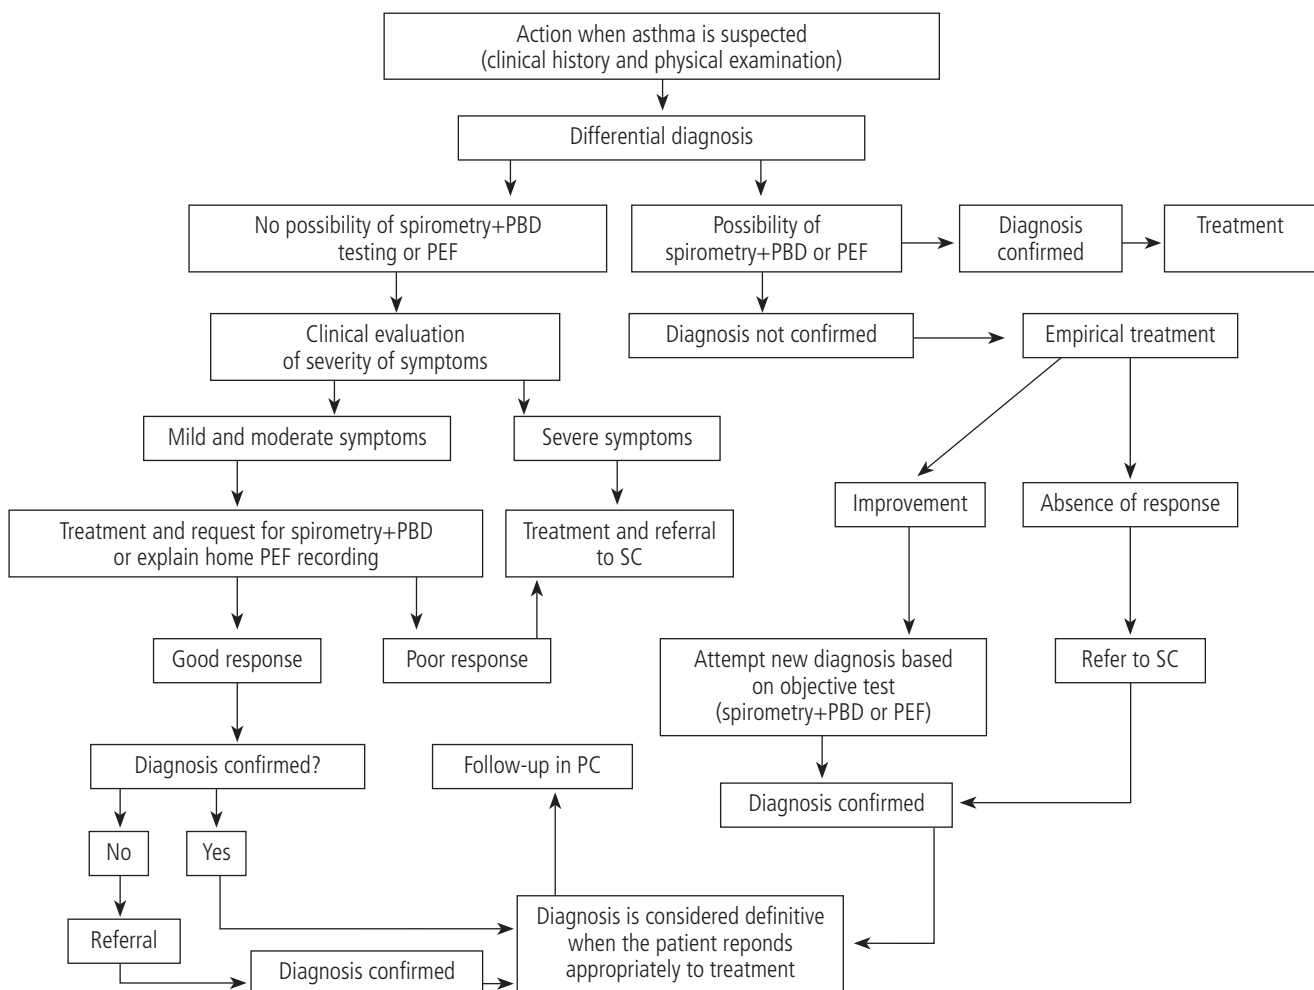 Action when asthma is suspected
(clinical history and physical examination)
Differential diagnosis
No possibility of spirometry+PBD
testing or PEF
Possibility of
spirometry+PBD or PEF
Diagnosis
confirmed
Treatment
Clinical evaluation
of severity of symptoms
Diagnosis not confirmed
Empirical treatment
Mild and moderate symptoms
Severe symptoms
Improvement
Absence of response
Treatment and request for spirometry+PBD
or explain home PEF recording
Treatment and referral
to SC
Good response
Poor response
Attempt new diagnosis based
on objective test
(spirometry+PBD or PEF)
Refer to SC
Diagnosis confirmed?
Follow-up in PC
Diagnosis confirmed
No
Yes
Referral
Diagnosis confirmed
Diagnosis is considered definitive
when the patient reponds
appropriately to treatment